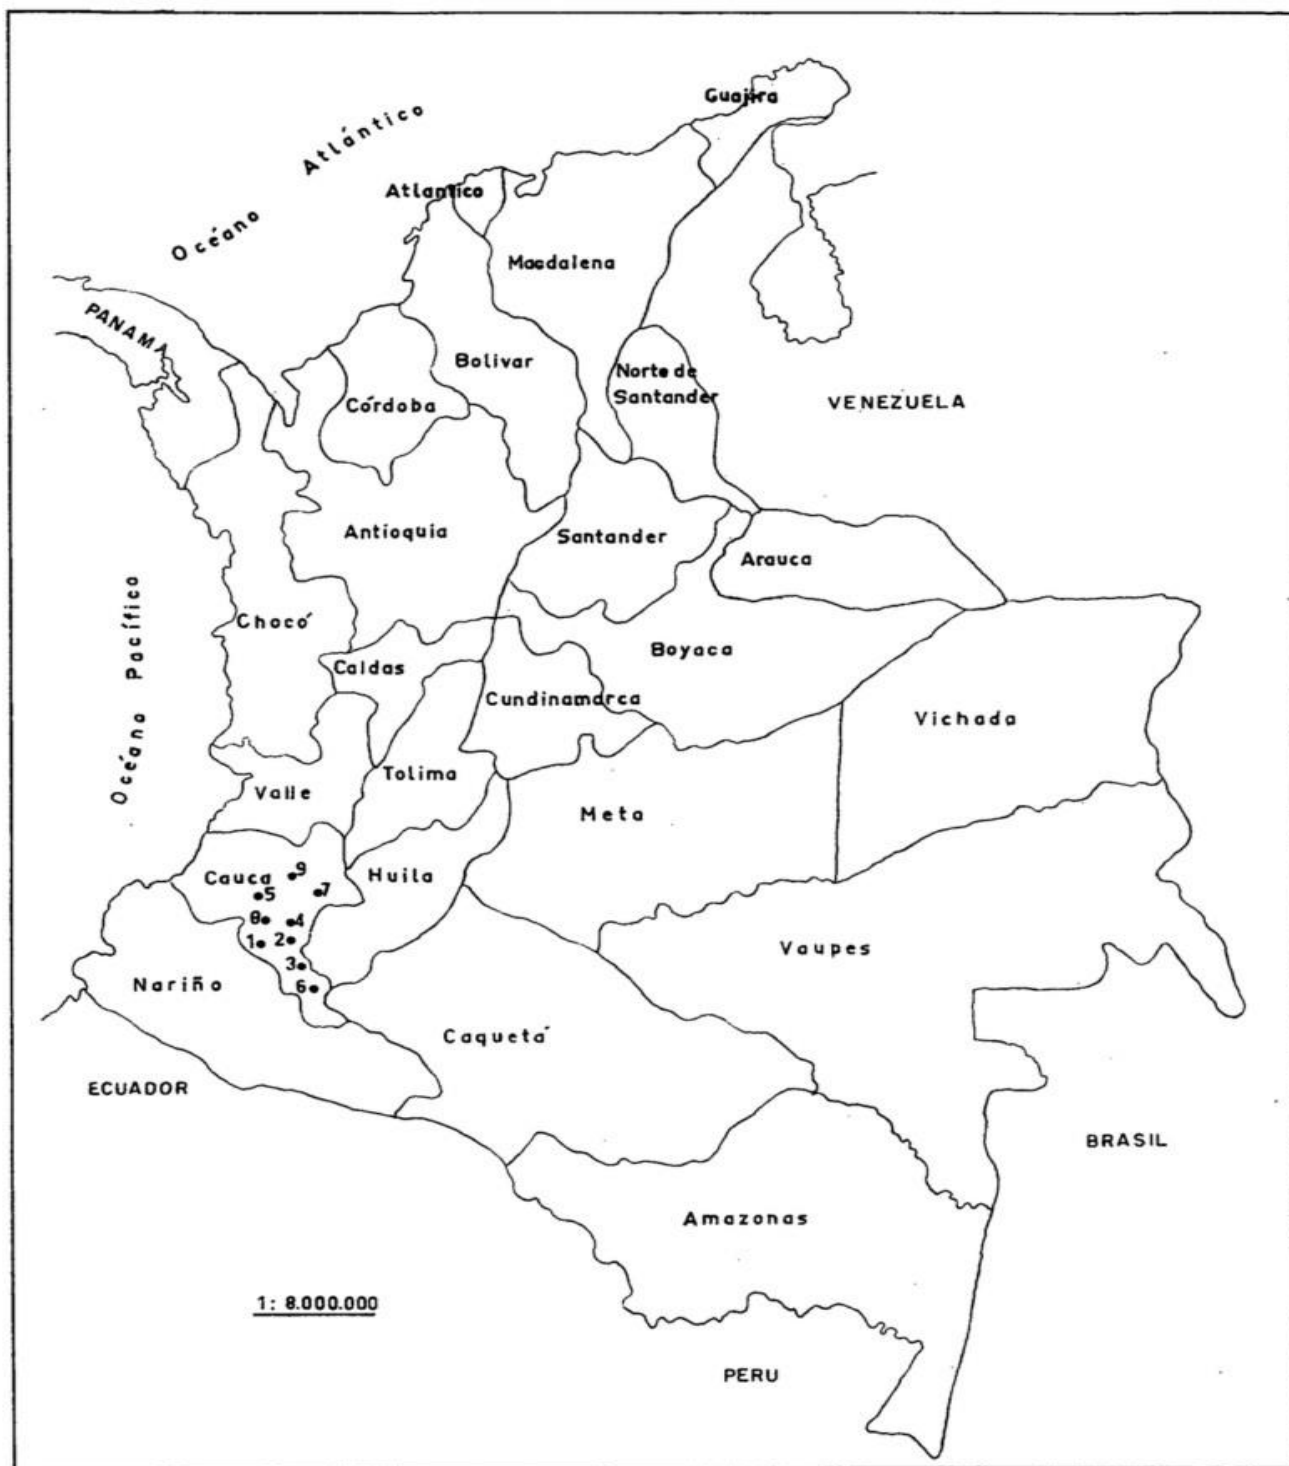 Guajira
Océano Atlántico
Atlantico
Magdalena
PANAMA
Bolivar
Norte de
Santander
Córdoba
VENEZUELA
Antioquia
Santander
Arauca
Océano Pacífico
Chocó
Boyaca
Caldas
Cundinamarca
Vichada
Tolima
Valle
Meta
Cauca
Huila
9
7
5
8
4
1
2
3
6
Vaupes
Nariño
Caquetá
ECUADOR
BRASIL
Amazonas
1: 8.000.000
PERU